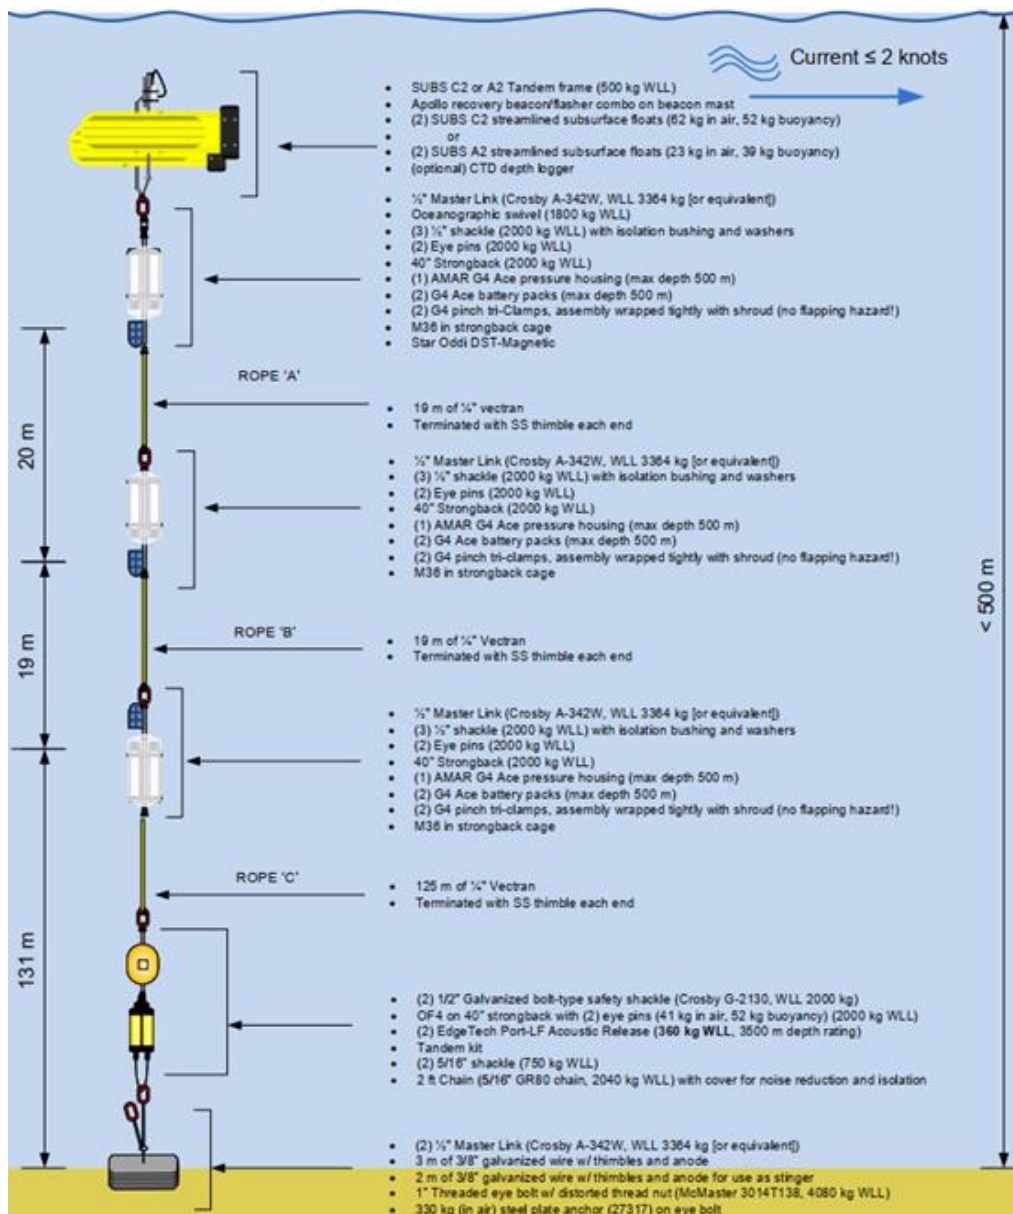 Current ≤ 2 knots
• SUBS C2 or A2 Tandem frame (500 kg WLL)
• Apollo recovery beacon/flasher combo on beacon mast
• (2) SUBS C2 streamlined subsurface floats (62 kg in air, 52 kg buoyancy)
• or
• (2) SUBS A2 streamlined subsurface floats (23 kg in air, 39 kg buoyancy)
• (optional) CTD depth logger
• ½" Master Link (Crosby A-342W, WLL 3364 kg [or equivalent])
• Oceanographic swivel (1800 kg WLL)
• (3) ½" shackle (2000 kg WLL) with isolation bushing and washers
• (2) Eye pins (2000 kg WLL)
• 40" Strongback (2000 kg WLL)
• (1) AMAR G4 Ace pressure housing (max depth 500 m)
• (2) G4 Ace battery packs (max depth 500 m)
• (2) G4 pinch tri-Clamps, assembly wrapped tightly with shroud (no flapping hazard!)
• M36 in strongback cage
• Star Oddi DST-Magnetic
ROPE 'A'
• 19 m of ¼" vectran
• Terminated with SS thimble each end
20 m
• ½" Master Link (Crosby A-342W, WLL 3364 kg [or equivalent])
• (3) ½" shackle (2000 kg WLL) with isolation bushing and washers
• (2) Eye pins (2000 kg WLL)
• 40" Strongback (2000 kg WLL)
• (1) AMAR G4 Ace pressure housing (max depth 500 m)
• (2) G4 Ace battery packs (max depth 500 m)
• (2) G4 pinch tri-clamps, assembly wrapped tightly with shroud (no flapping hazard!)
• M36 in strongback cage
< 500 m
ROPE 'B'
• 19 m of ¼" Vectran
• Terminated with SS thimble each end
19 m
• ½" Master Link (Crosby A-342W, WLL 3364 kg [or equivalent])
• (3) ½" shackle (2000 kg WLL) with isolation bushing and washers
• (2) Eye pins (2000 kg WLL)
• 40" Strongback (2000 kg WLL)
• (1) AMAR G4 Ace pressure housing (max depth 500 m)
• (2) G4 Ace battery packs (max depth 500 m)
• (2) G4 pinch tri-clamps, assembly wrapped tightly with shroud (no flapping hazard!)
• M36 in strongback cage
ROPE 'C'
• 125 m of ¼" Vectran
• Terminated with SS thimble each end
131 m
• (2) 1/2" Galvanized bolt-type safety shackle (Crosby G-2130, WLL 2000 kg)
• OF4 on 40" strongback with (2) eye pins (41 kg in air, 52 kg buoyancy) (2000 kg WLL)
• (2) EdgeTech Port-LF Acoustic Release (360 kg WLL, 3500 m depth rating)
• Tandem kit
• (2) 5/16" shackle (750 kg WLL)
• 2 ft Chain (5/16" GR80 chain, 2040 kg WLL) with cover for noise reduction and isolation
• (2) ½" Master Link (Crosby A-342W, WLL 3364 kg [or equivalent])
• 3 m of 3/8" galvanized wire w/ thimbles and anode
• 2 m of 3/8" galvanized wire w/ thimbles and anode for use as stinger
• 1" Threaded eye bolt w/ distorted thread nut (McMaster 3014T138, 4080 kg WLL)
• 330 kg (in air) steel plate anchor (27317) on eye bolt